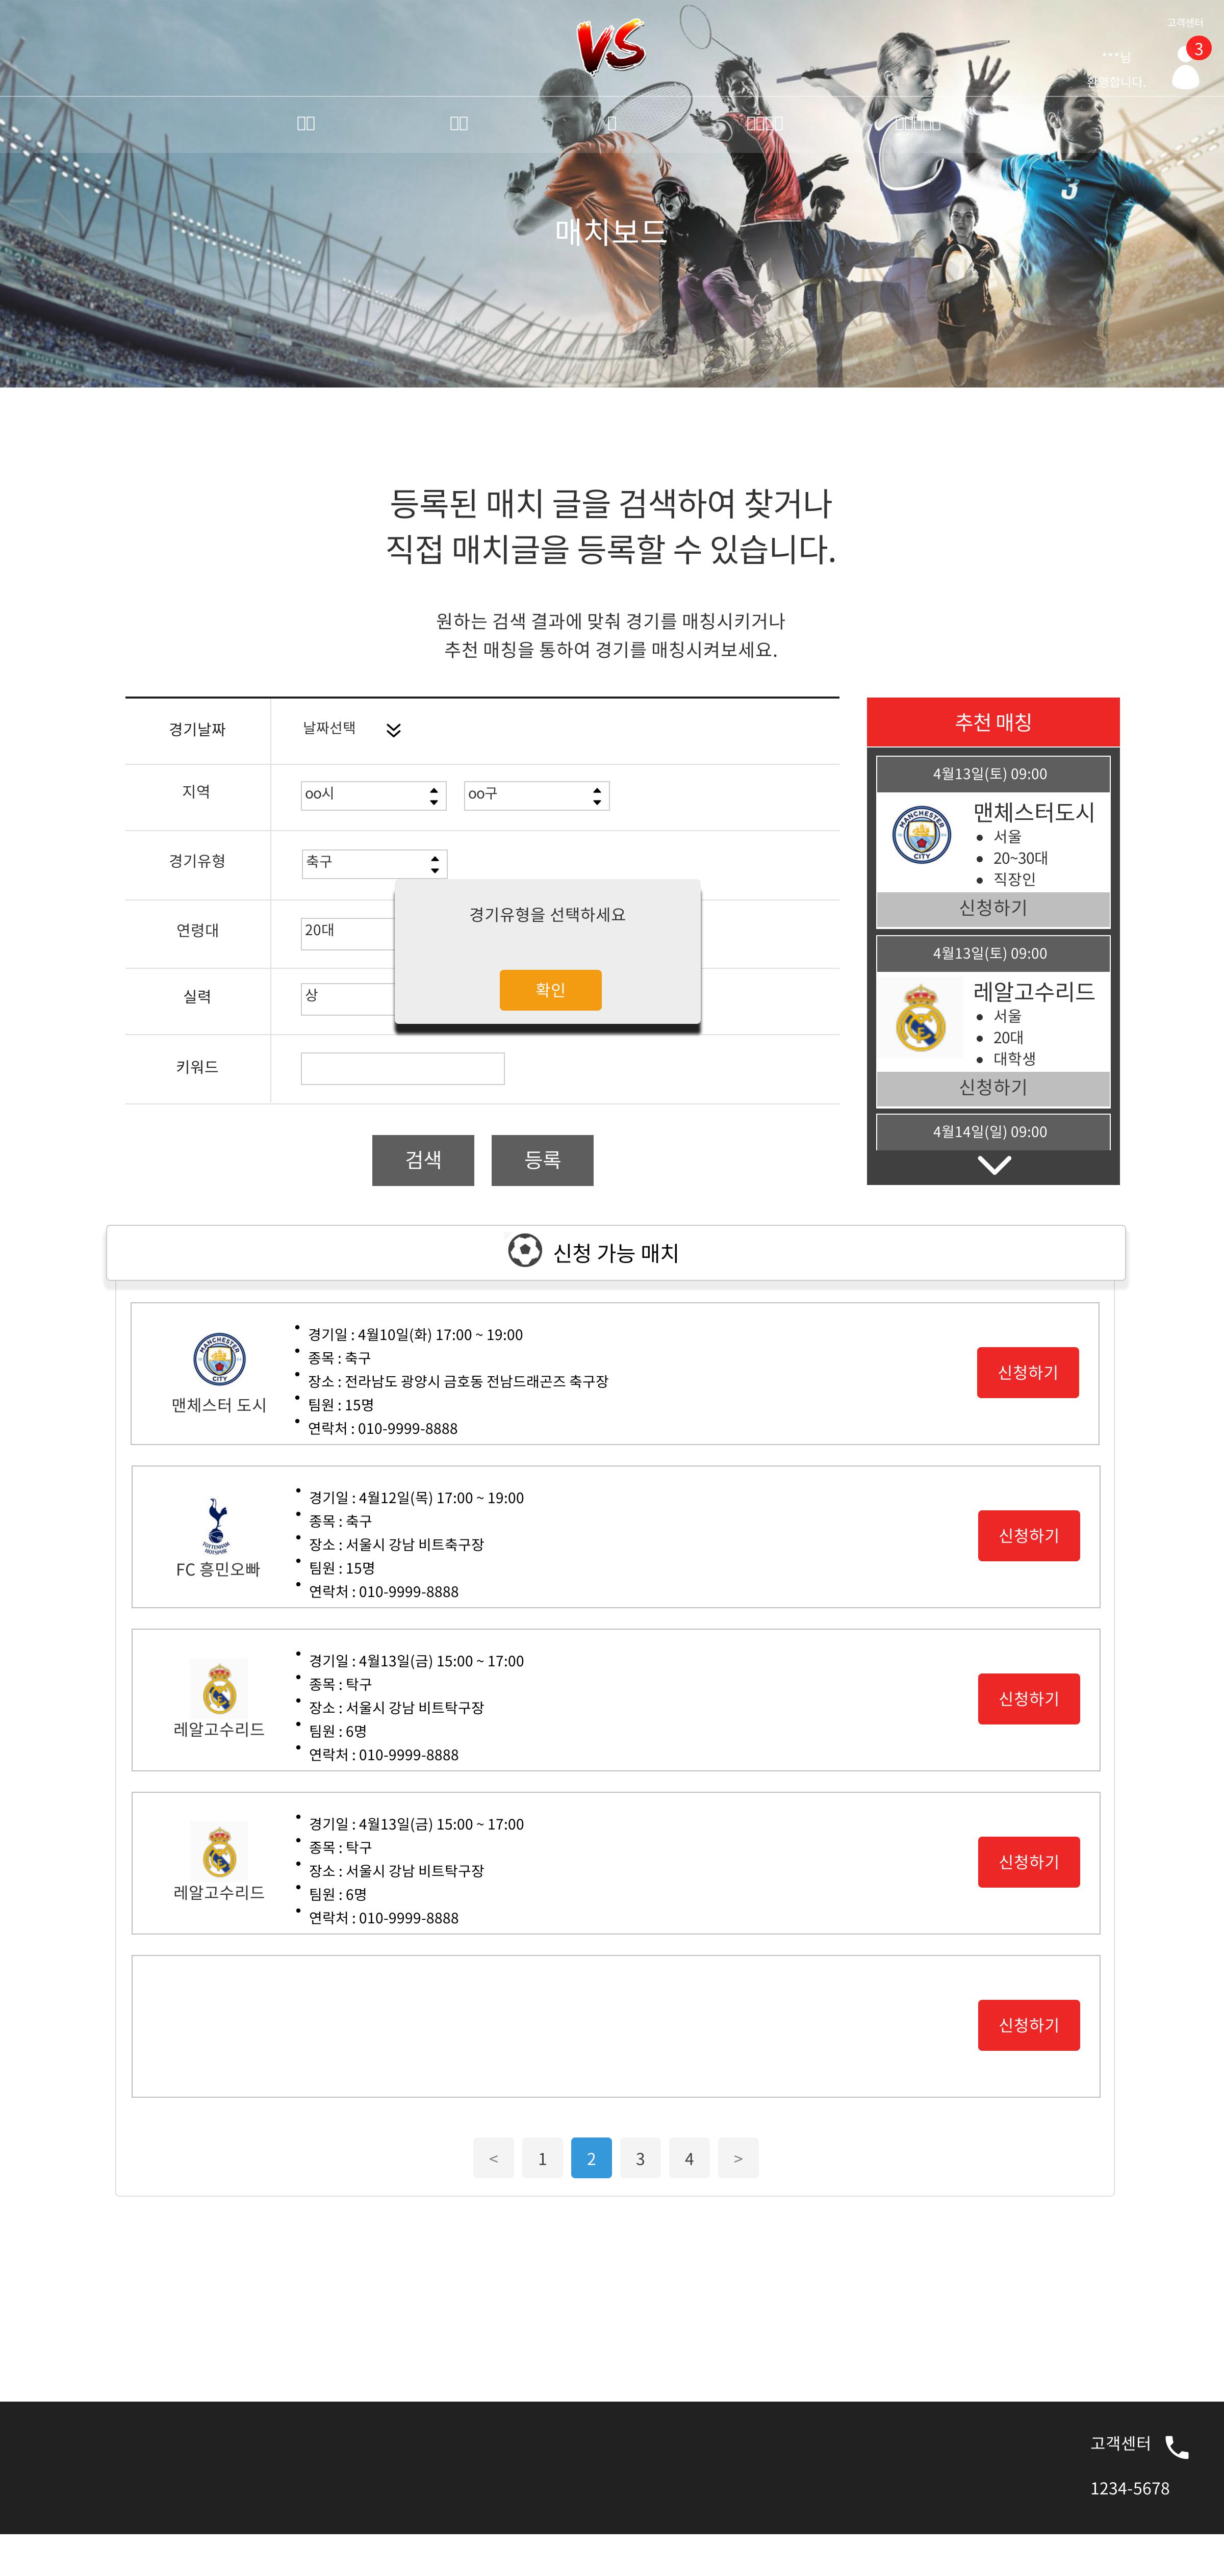 고객센터
VS
3
***님
환영합니다.
매치보드
등록된 매치 글을 검색하여 찾거나
직접 매치글을 등록할 수 있습니다.
원하는 검색 결과에 맞춰 경기를 매칭시키거나
추천 매칭을 통하여 경기를 매칭시켜보세요.
경기날짜
날짜선택
지역
oo시
oo구
경기유형
축구
연령대
20대
실력
상
키워드
경기유형을 선택하세요
확인
검색
등록
추천 매칭
4월13일(토) 09:00
MANCHESTER
CITY
맨체스터도시
서울
20~30대
직장인
신청하기
4월13일(토) 09:00
레알고수리드
서울
20대
대학생
신청하기
4월14일(일) 09:00
신청 가능 매치
MANCHESTER
CITY
맨체스터 도시
경기일 : 4월10일(화) 17:00 ~ 19:00
종목 : 축구
장소 : 전라남도 광양시 금호동 전남드래곤즈 축구장
팀원 : 15명
연락처 : 010-9999-8888
신청하기
TOTTENHAM
HOTSPUR
FC 흥민오빠
경기일 : 4월12일(목) 17:00 ~ 19:00
종목 : 축구
장소 : 서울시 강남 비트축구장
팀원 : 15명
연락처 : 010-9999-8888
신청하기
레알고수리드
경기일 : 4월13일(금) 15:00 ~ 17:00
종목 : 탁구
장소 : 서울시 강남 비트탁구장
팀원 : 6명
연락처 : 010-9999-8888
신청하기
레알고수리드
경기일 : 4월13일(금) 15:00 ~ 17:00
종목 : 탁구
장소 : 서울시 강남 비트탁구장
팀원 : 6명
연락처 : 010-9999-8888
신청하기
신청하기
< 1 2 3 4 >
고객센터
1234-5678